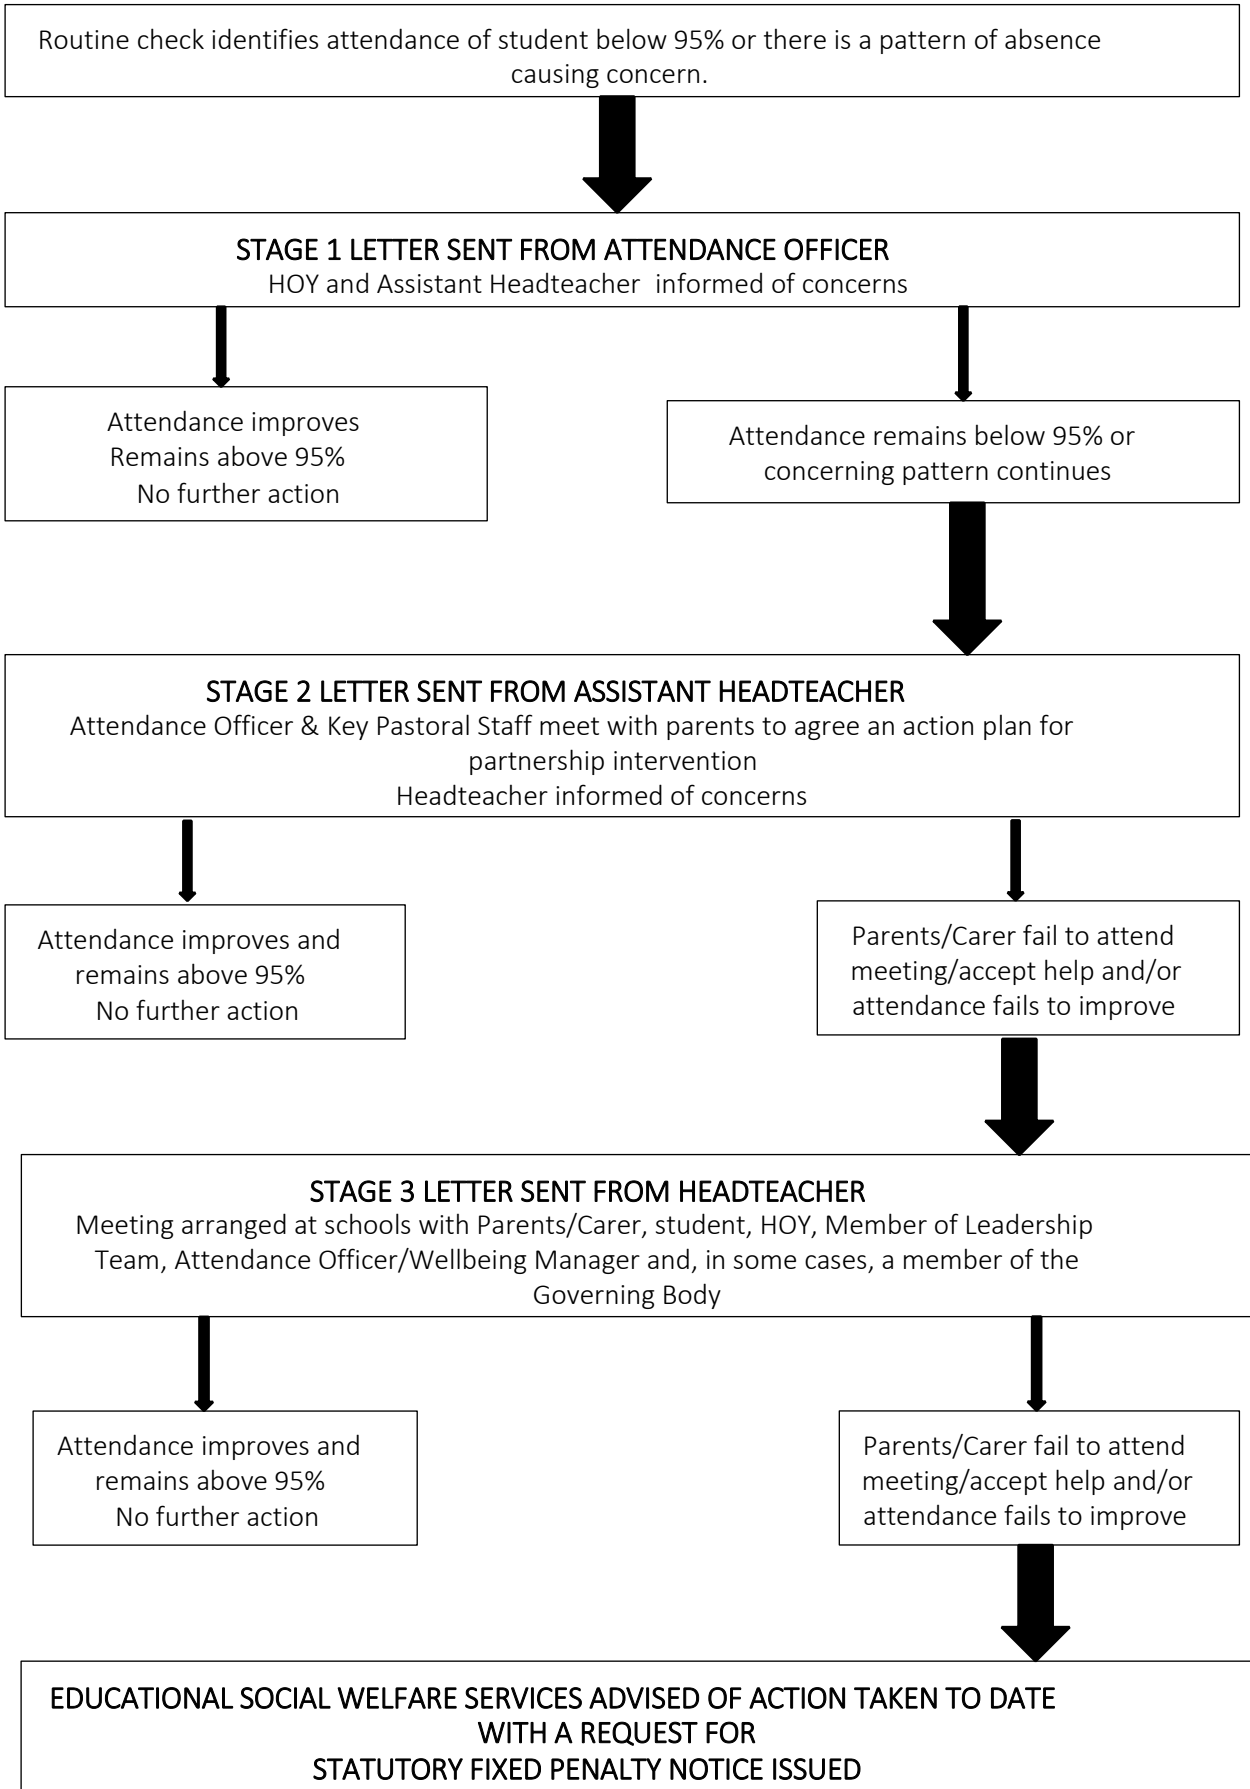 Routine check identifies attendance of student below 95% or there is a pattern of absence
causing concern.
STAGE 1 LETTER SENT FROM ATTENDANCE OFFICER
HOY and Assistant Headteacher informed of concerns
Attendance improves
Remains above 95%
No further action
Attendance remains below 95% or
concerning pattern continues
STAGE 2 LETTER SENT FROM ASSISTANT HEADTEACHER
Attendance Officer & Key Pastoral Staff meet with parents to agree an action plan for
partnership intervention
Headteacher informed of concerns
Attendance improves and
remains above 95%
No further action
Parents/Carer fail to attend
meeting/accept help and/or
attendance fails to improve
STAGE 3 LETTER SENT FROM HEADTEACHER
Meeting arranged at schools with Parents/Carer, student, HOY, Member of Leadership
Team, Attendance Officer/Wellbeing Manager and, in some cases, a member of the
Governing Body
Attendance improves and
remains above 95%
No further action
Parents/Carer fail to attend
meeting/accept help and/or
attendance fails to improve
EDUCATIONAL SOCIAL WELFARE SERVICES ADVISED OF ACTION TAKEN TO DATE
WITH A REQUEST FOR
STATUTORY FIXED PENALTY NOTICE ISSUED